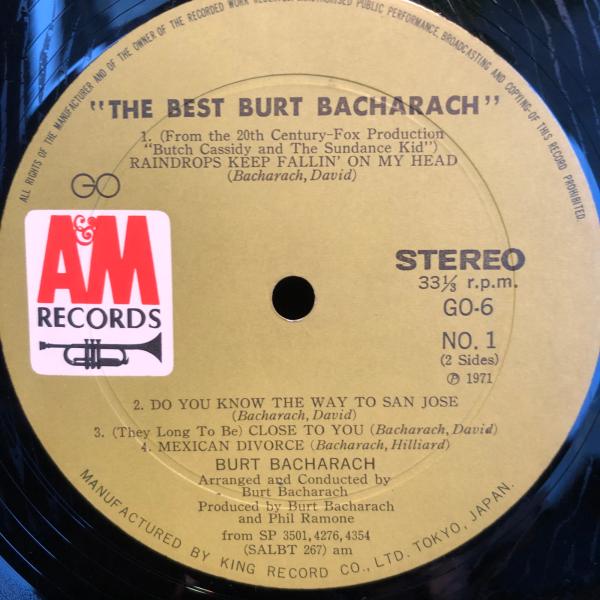 ALL RIGHTS OF THE MANUFACTURER AND OF THE OWNER OF THE RECORDED WORK RESERVED. UNAUTHORISED PUBLIC PERFORMANCE, BROADCASTING AND COPYING OF THIS RECORD PROHIBITED.
"THE BEST BURT BACHARACH"
1. (From the 20th Century-Fox Production
"Butch Cassidy and The Sundance Kid")
RAINDROPS KEEP FALLIN' ON MY HEAD
(Bacharach, David)
GO
A&M
RECORDS
STEREO
33⅓ r.p.m.
GO-6
NO. 1
(2 Sides)
Ⓟ 1971
2. DO YOU KNOW THE WAY TO SAN JOSE
(Bacharach, David)
3. (They Long To Be) CLOSE TO YOU (Bacharach, David)
4. MEXICAN DIVORCE (Bacharach, Hilliard)
BURT BACHARACH
Arranged and Conducted by
Burt Bacharach
Produced by Burt Bacharach
and Phil Ramone
from SP 3501, 4276, 4354
(SALBT 267) am
MANUFACTURED BY KING RECORD CO., LTD. TOKYO, JAPAN.